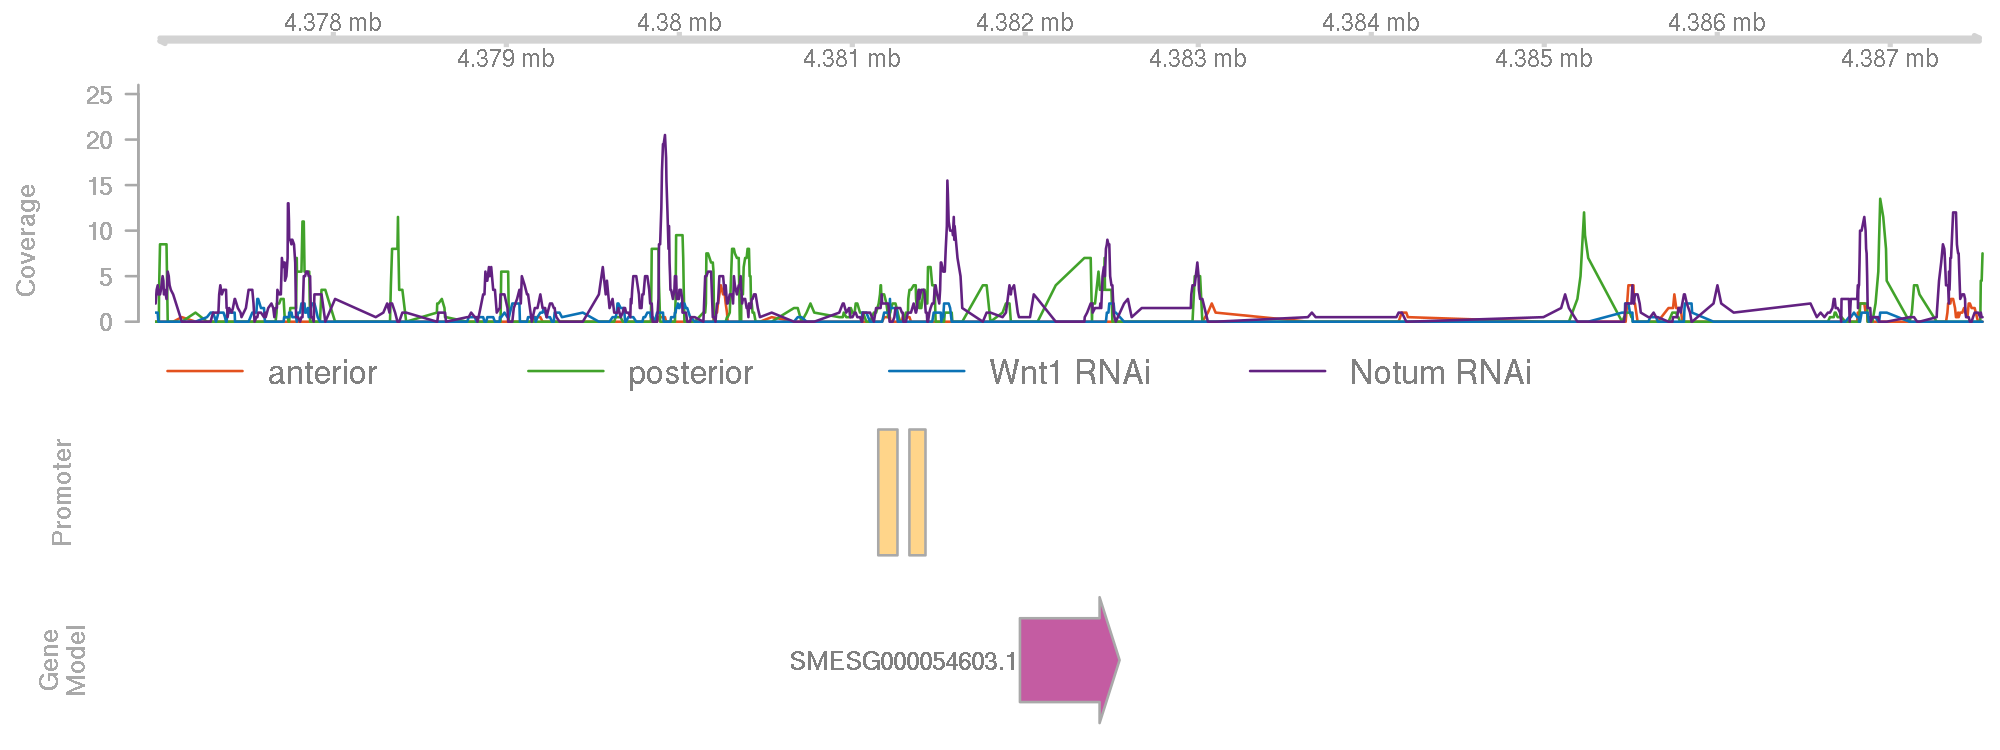 4.378 mb 4.38 mb 4.382 mb 4.384 mb 4.386 mb
4.379 mb 4.381 mb 4.383 mb 4.385 mb 4.387 mb
Coverage
25
20
15
10
5
0
anterior posterior Wnt1 RNAi Notum RNAi
Promoter
Gene
Model
SMESG000054603.1